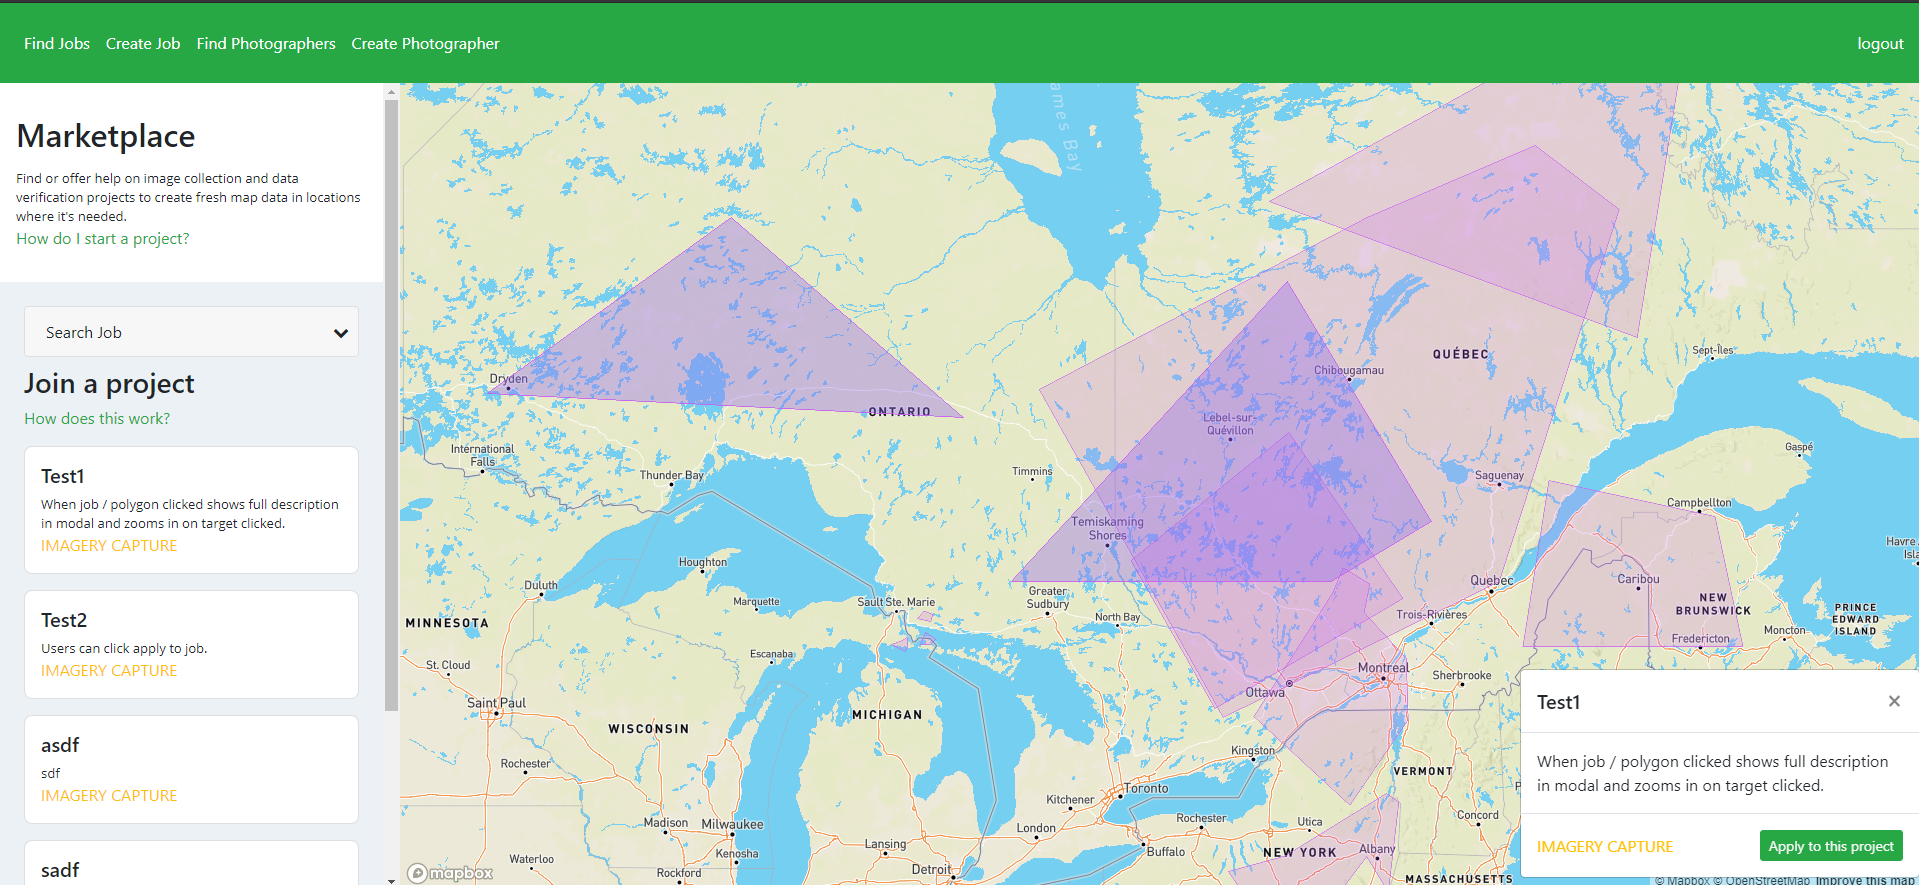 Find Jobs
Create Job
Find Photographers
Create Photographer
logout
Marketplace
Find or offer help on image collection and data
verification projects to create fresh map data in locations
where it's needed.
How do I start a project?
Search Job
Join a project
How does this work?
Test1
When job / polygon clicked shows full description
in modal and zooms in on target clicked.
IMAGERY CAPTURE
Test2
Users can click apply to job.
IMAGERY CAPTURE
asdf
sdf
IMAGERY CAPTURE
sadf
ames Bay
QUÉBEC
Sept-Îles
Chibougamau
Dryden
ONTARIO
Lebel-sur-
Quévillon
International
Falls
Thunder Bay
Timmins
Saguenay
Gaspé
Campbellton
Temiskaming
Shores
Havre
Houghton
Duluth
Marquette
Sault Ste. Marie
Greater
Sudbury
North Bay
Quebec
Trois-Rivières
Caribou
NEW
BRUNSWICK
PRINCE
EDWARD
ISLAND
MINNESOTA
Fredericton
Moncton
Escanaba
St. Cloud
Montreal
Sherbrooke
Ottawa
Saint Paul
WISCONSIN
MICHIGAN
Kingston
Rochester
VERMONT
Toronto
Kitchener
Madison
Milwaukee
London
Rochester
Utica
Concord
Kenosha
Lansing
Buffalo
NEW YORK
Albany
Waterloo
Rockford
Detroit
MASSACHUSETTS
mapbox
Test1
×
When job / polygon clicked shows full description
in modal and zooms in on target clicked.
IMAGERY CAPTURE
Apply to this project
© Mapbox © OpenStreetMap Improve this map